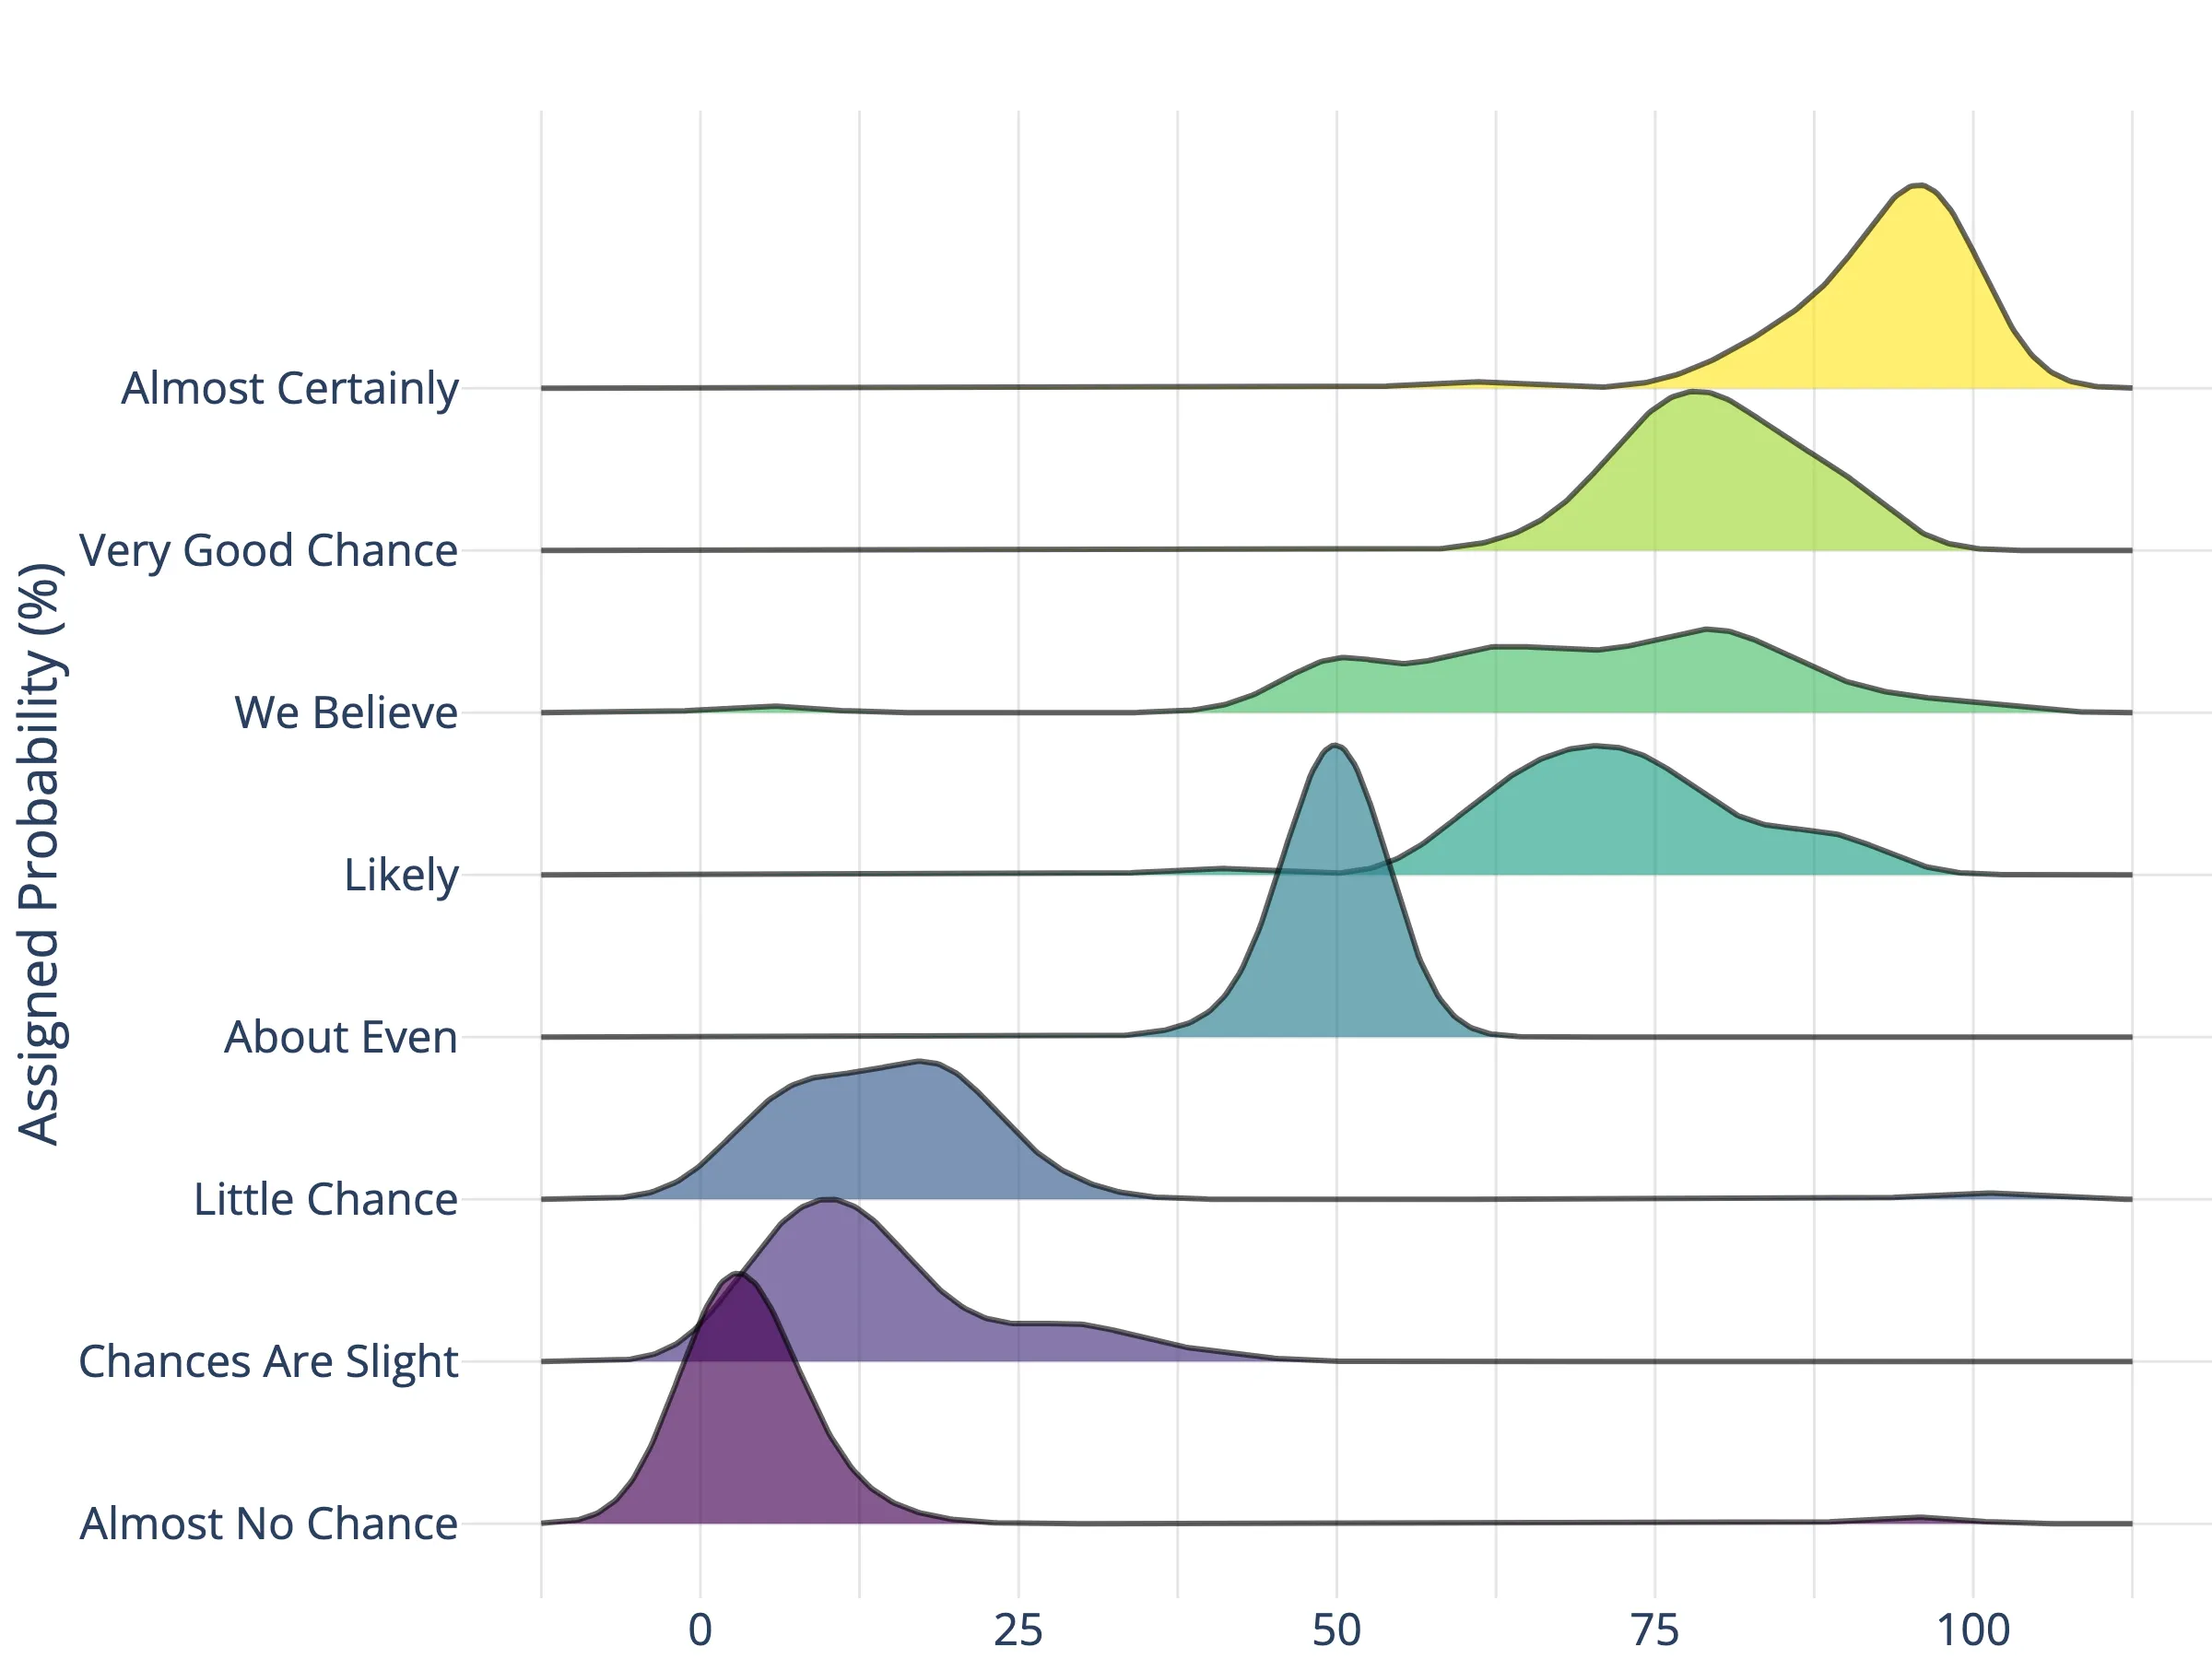 Assigned Probability (%)
Almost Certainly
Very Good Chance
We Believe
Likely
About Even
Little Chance
Chances Are Slight
Almost No Chance
0 25 50 75 100